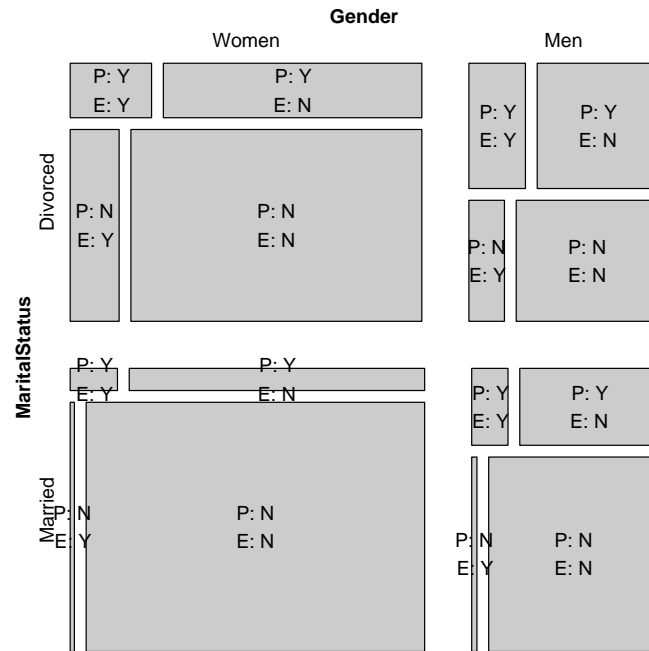 Gender
Women Men
MaritalStatus
Divorced
P: Y
E: Y
P: Y
E: N
P: Y
E: Y
P: Y
E: N
P: N
E: Y
P: N
E: N
P: N
E: Y
P: N
E: N
Married
P: Y
E: Y
P: Y
E: N
P: Y
E: Y
P: Y
E: N
P: N
E: Y
P: N
E: N
P: N
E: Y
P: N
E: N